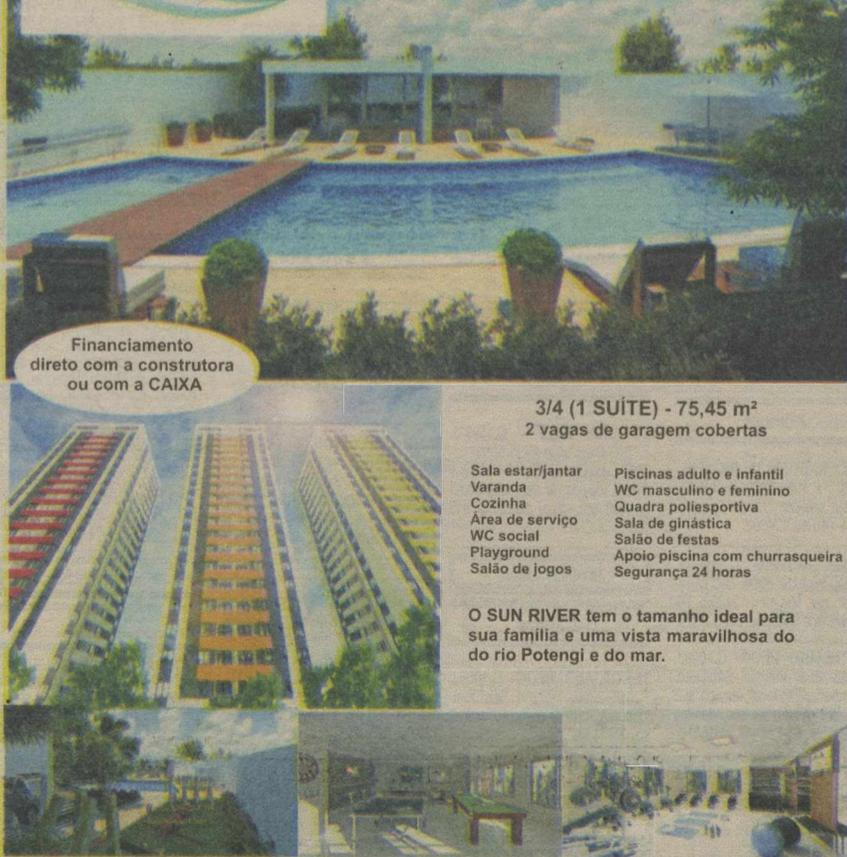 Financiamento
direto com a construtora
ou com a CAIXA
3/4 (1 SUÍTE) - 75,45 m²
2 vagas de garagem cobertas
Sala estar/jantar
Varanda
Cozinha
Área de serviço
WC social
Playground
Salão de jogos
Piscinas adulto e infantil
WC masculino e feminino
Quadra poliesportiva
Sala de ginástica
Salão de festas
Apoio piscina com churrasqueira
Segurança 24 horas
O SUN RIVER tem o tamanho ideal para
sua família e uma vista maravilhosa do
do rio Potengi e do mar.